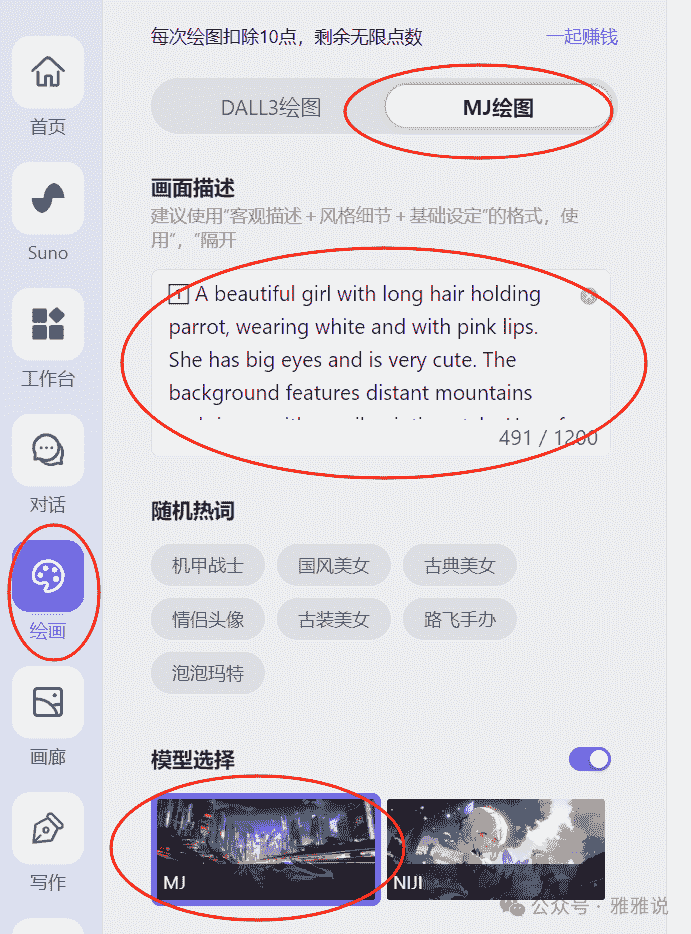 每次绘图扣除10点，剩余无限点数
一起赚钱
DALL3绘图
MJ绘图
画面描述
建议使用"客观描述+风格细节+基础设定"的格式，使
用"，"隔开
A beautiful girl with long hair holding
parrot, wearing white and with pink lips.
She has big eyes and is very cute. The
background features distant mountains
491 / 1200
随机热词
机甲战士
国风美女
古典美女
情侣头像
古装美女
路飞手办
泡泡玛特
模型选择
MJ
NIJI
首页
Suno
工作台
对话
绘画
画廊
写作
公众号 · 雅雅说